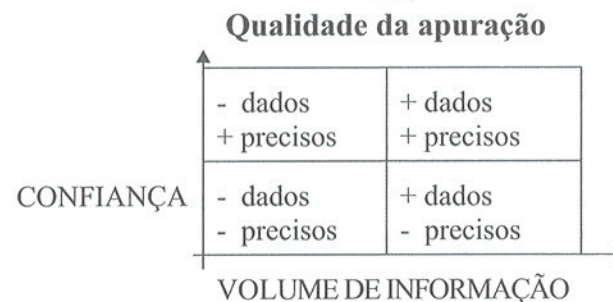 Qualidade da apuração
- dados + dados
+ precisos + precisos
CONFIANÇA
- dados + dados
- precisos - precisos
VOLUME DE INFORMAÇÃO